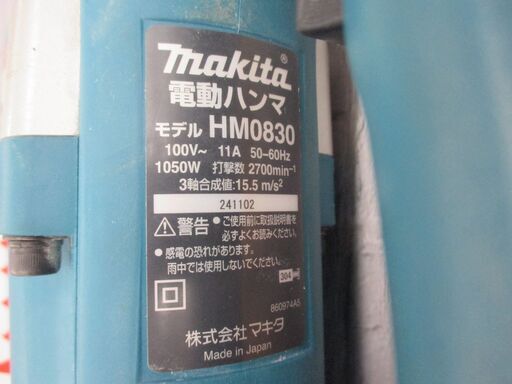 makita®
電動ハンマ
モデル HM0830
100V~ 11A 50-60Hz
1050W 打撃数 2700min⁻¹
3軸合成値:15.5 m/s²
241102
⚠警告 ●ご使用前に取扱説明書を
必ずよくお読みください。
●感電の恐れがあります。
雨中では使用しないでください。
304
860974A5
株式会社 マキタ
Made in Japan